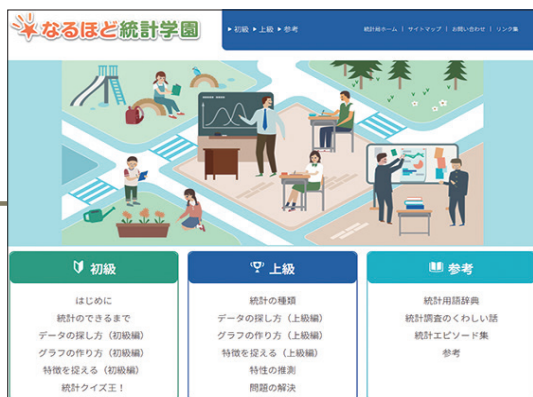 なるほど統計学園
▶初級 ▶上級 ▶参考
統計局ホーム | サイトマップ | お問い合わせ | リンク集
初級
はじめに
統計のできるまで
データの探し方（初級編）
グラフの作り方（初級編）
特徴を捉える（初級編）
統計クイズ王！
上級
統計の種類
データの探し方（上級編）
グラフの作り方（上級編）
特徴を捉える（上級編）
特性の推測
問題の解決
参考
統計用語辞典
統計調査のくわしい話
統計エピソード集
参考